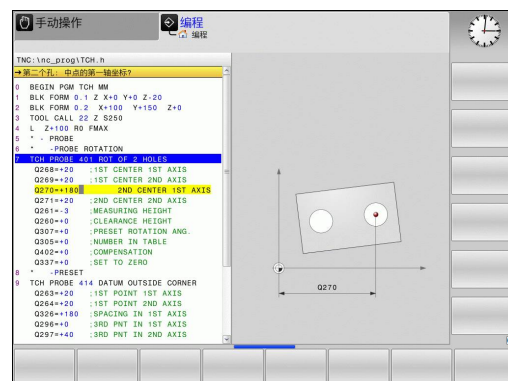 手动操作
编程
编程
TNC:\nc_prog\TCH.h
→第二个孔: 中点的第一轴坐标?
0 BEGIN PGM TCH MM
1 BLK FORM 0.1 Z X+0 Y+0 Z-20
2 BLK FORM 0.2 X+100 Y+150 Z+0
3 TOOL CALL 22 Z S250
4 L Z+100 R0 FMAX
5 * - PROBE
6 * -PROBE ROTATION
7 TCH PROBE 401 ROT OF 2 HOLES
Q268=+20 ;1ST CENTER 1ST AXIS
Q269=+20 ;1ST CENTER 2ND AXIS
Q270=+180 2ND CENTER 1ST AXIS
Q271=+20 ;2ND CENTER 2ND AXIS
Q261=-3 ;MEASURING HEIGHT
Q260=+0 ;CLEARANCE HEIGHT
Q307=+0 ;PRESET ROTATION ANG.
Q305=+0 ;NUMBER IN TABLE
Q402=+0 ;COMPENSATION
Q337=+0 ;SET TO ZERO
8 * -PRESET
9 TCH PROBE 414 DATUM OUTSIDE CORNER
Q263=+20 ;1ST POINT 1ST AXIS
Q264=+20 ;1ST POINT 2ND AXIS
Q326=+180 ;SPACING IN 1ST AXIS
Q296=+0 ;3RD PNT IN 1ST AXIS
Q297=+40 ;3RD PNT IN 2ND AXIS
Q270